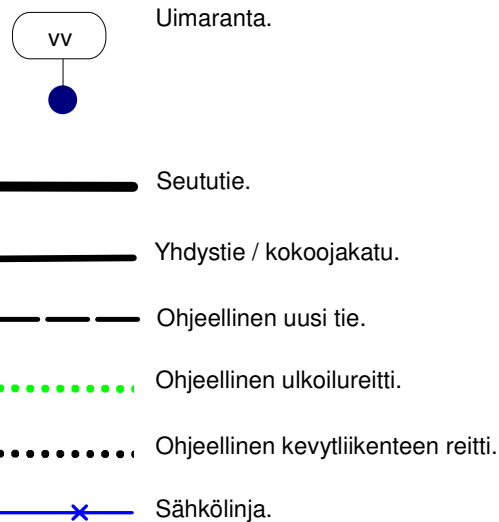 vv
Uimaranta.
Seututie.
Yhdystie / kokoojakatu.
Ohjeellinen uusi tie.
Ohjeellinen ulkoilureitti.
Ohjeellinen kevytliikenteen reitti.
Sähkölinja.